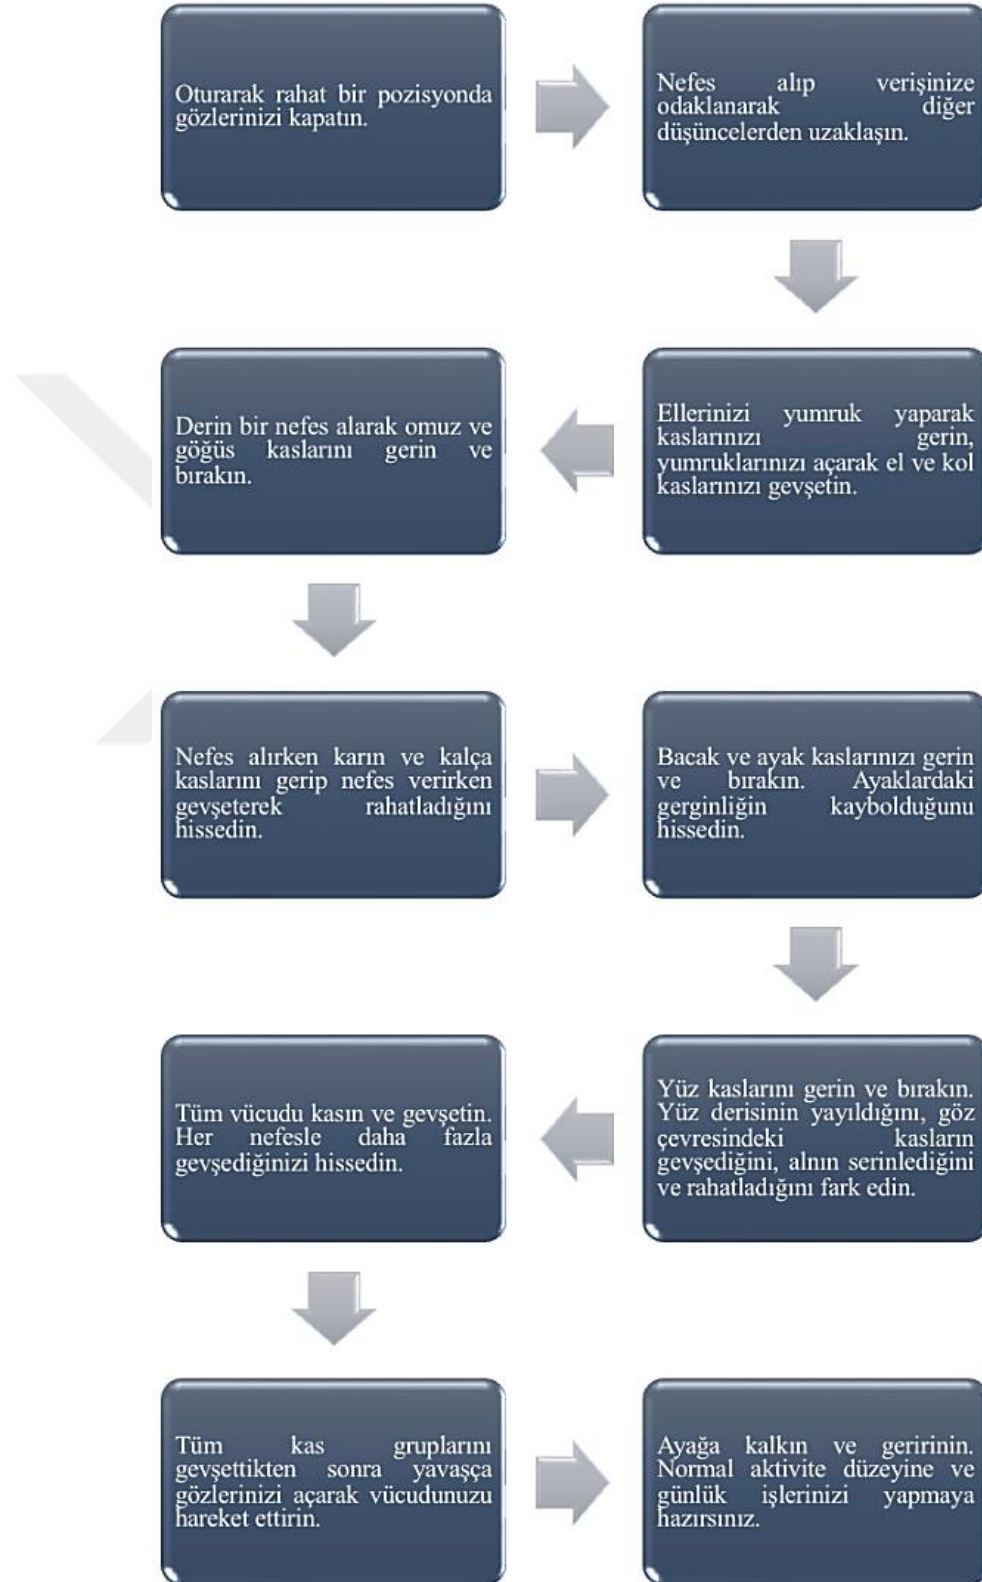 Oturarak rahat bir pozisyonda
gözlerinizi kapatın.
Nefes alıp verişinize
odaklanarak diğer
düşüncelerden uzaklaşın.
Ellerinizi yumruk yaparak
kaslarınızı gerin,
yumruklarınızı açarak el ve kol
kaslarınızı gevşetin.
Derin bir nefes alarak omuz ve
göğüs kaslarını gerin ve
bırakın.
Nefes alırken karın ve kalça
kaslarını gerip nefes verirken
gevşeterek rahatladığını
hissedin.
Bacak ve ayak kaslarınızı gerin
ve bırakın. Ayaklardaki
gerginliğin kaybolduğunu
hissedin.
Yüz kaslarını gerin ve bırakın.
Yüz derisinin yayıldığını, göz
çevresindeki kasların
gevşediğini, alnın serinlediğini
ve rahatladığını fark edin.
Tüm vücudu kasın ve gevşetin.
Her nefesle daha fazla
gevşediğinizi hissedin.
Tüm kas gruplarını
gevşettikten sonra yavaşça
gözlerinizi açarak vücudunuzu
hareket ettirin.
Ayağa kalkın ve geririnin.
Normal aktivite düzeyine ve
günlük işlerinizi yapmaya
hazırsınız.